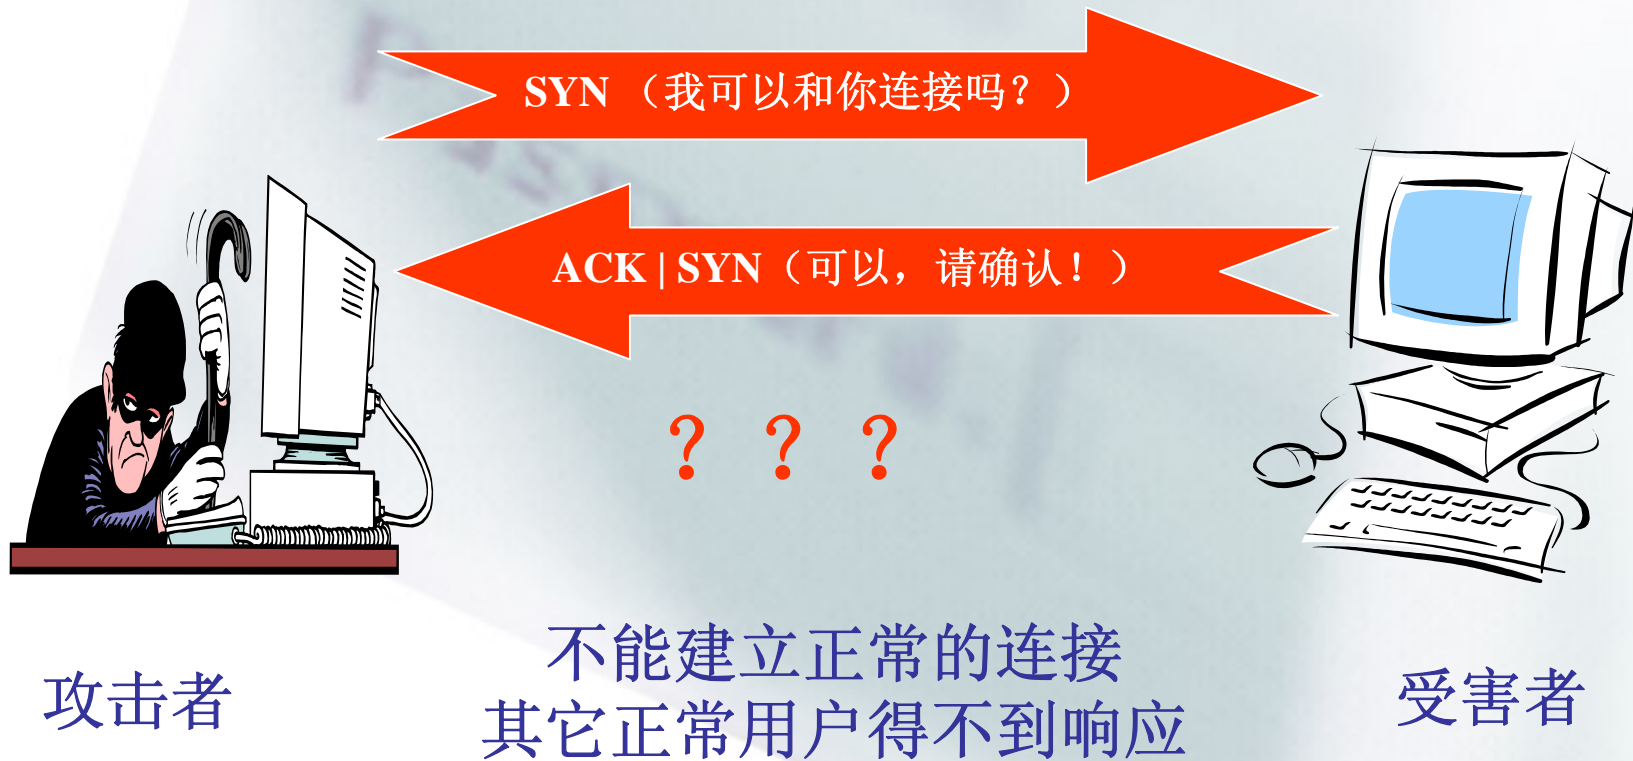 SYN （我可以和你连接吗？）
ACK | SYN（可以，请确认！）
？ ？ ？
不能建立正常的连接
其它正常用户得不到响应
攻击者
受害者